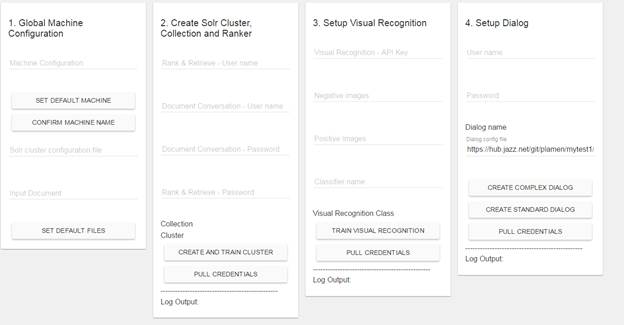 1. Global Machine
Configuration
Machine Configuration
SET DEFAULT MACHINE
CONFIRM MACHINE NAME
Solr cluster configuration file
Input Document
SET DEFAULT FILES
2. Create Solr Cluster,
Collection and Ranker
Rank & Retrieve - User name
Document Conversation - User name
Document Conversation - Password
Rank & Retrieve - Password
Collection
Cluster
CREATE AND TRAIN CLUSTER
PULL CREDENTIALS
--------------------------------------------------
Log Output:
3. Setup Visual Recognition
Visual Recognition - API Key
Negative images
Positive Images
Classifier name
Visual Recognition Class
TRAIN VISUAL RECOGNITION
PULL CREDENTIALS
--------------------------------------------------
Log Output:
4. Setup Dialog
User name
Password
Dialog name
Dialog config file
https://hub.jazz.net/git/plamen/mytest1/
CREATE COMPLEX DIALOG
CREATE STANDARD DIALOG
PULL CREDENTIALS
--------------------------------------------------
Log Output: